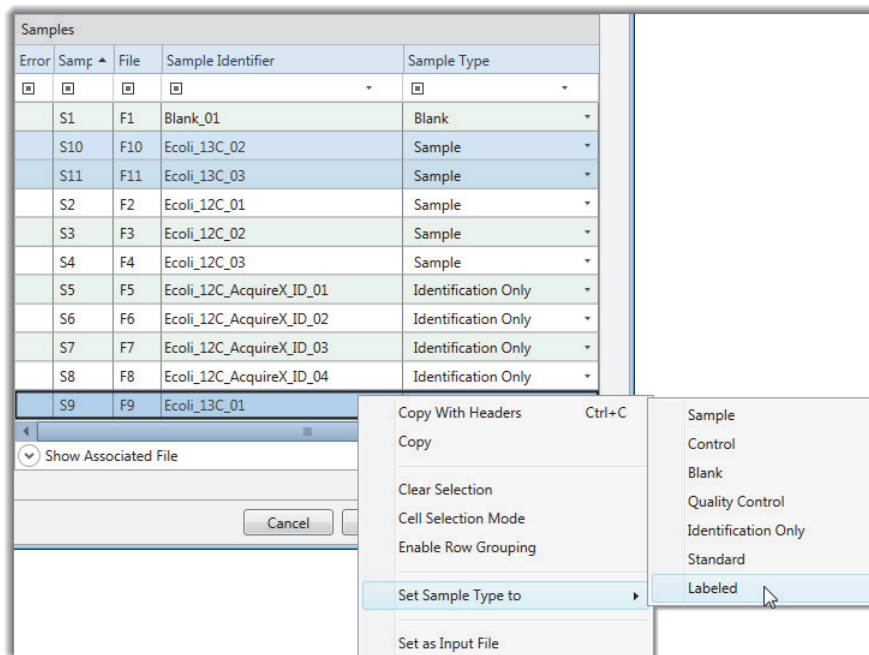 Samples
Error Samp File Sample Identifier Sample Type
S1 F1 Blank_01 Blank
S10 F10 Ecoli_13C_02 Sample
S11 F11 Ecoli_13C_03 Sample
S2 F2 Ecoli_12C_01 Sample
S3 F3 Ecoli_12C_02 Sample
S4 F4 Ecoli_12C_03 Sample
S5 F5 Ecoli_12C_AcquireX_ID_01 Identification Only
S6 F6 Ecoli_12C_AcquireX_ID_02 Identification Only
S7 F7 Ecoli_12C_AcquireX_ID_03 Identification Only
S8 F8 Ecoli_12C_AcquireX_ID_04 Identification Only
S9 F9 Ecoli_13C_01
Show Associated File
Cancel
Copy With Headers Ctrl+C
Copy
Clear Selection
Cell Selection Mode
Enable Row Grouping
Set Sample Type to
Set as Input File
Sample
Control
Blank
Quality Control
Identification Only
Standard
Labeled